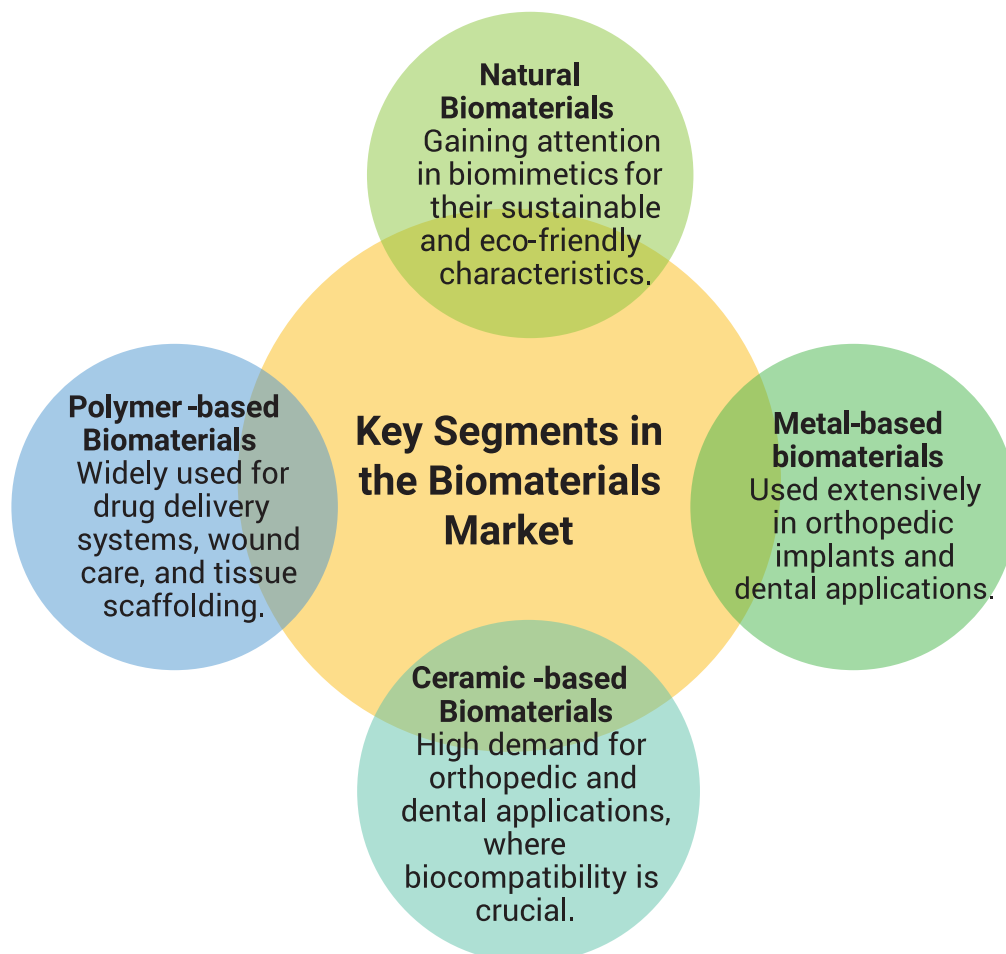 Natural
Biomaterials
Gaining attention
in biomimetics for
their sustainable
and eco-friendly
characteristics.
Polymer -based
Biomaterials
Widely used for
drug delivery
systems, wound
care, and tissue
scaffolding.
Key Segments in
the Biomaterials
Market
Metal-based
biomaterials
Used extensively
in orthopedic
implants and
dental applications.
Ceramic -based
Biomaterials
High demand for
orthopedic and
dental applications,
where
biocompatibility is
crucial.